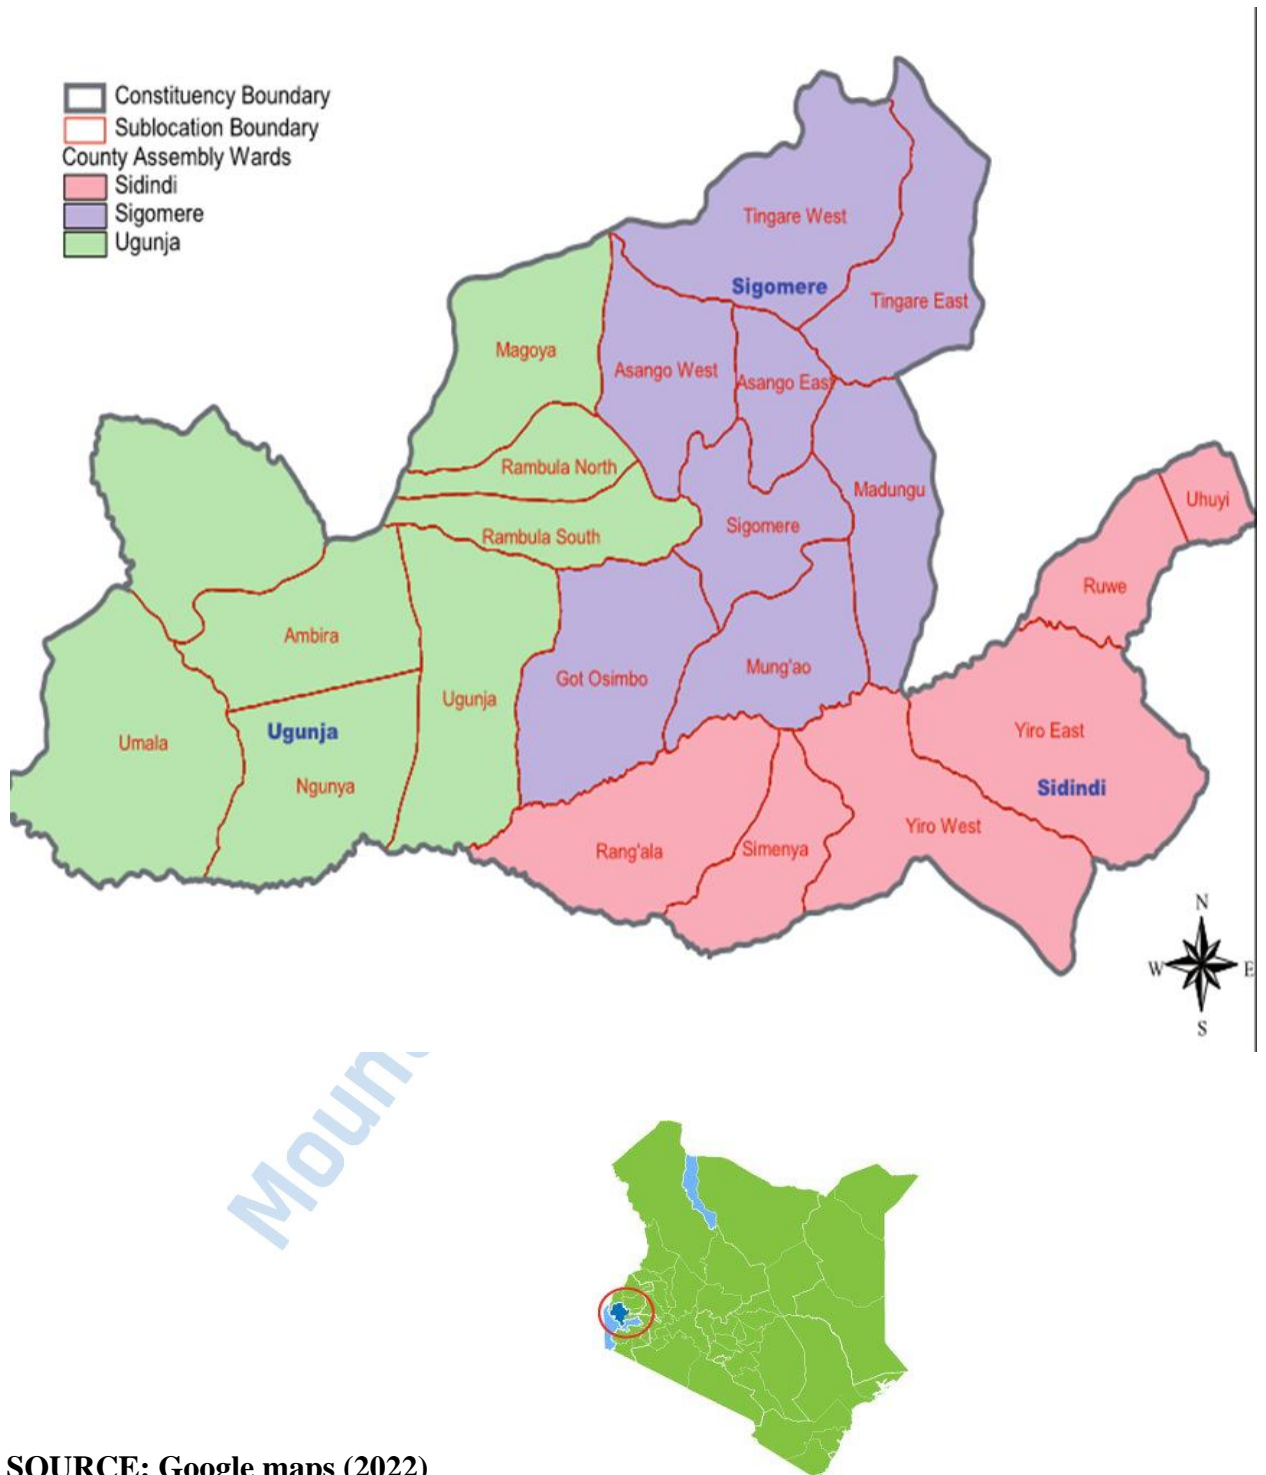 Constituency Boundary
Sublocation Boundary
County Assembly Wards
Sidindi
Sigomere
Ugunja
Tingare West
Sigomere
Tingare East
Magoya
Asango West
Asango East
Rambula North
Madungu
Uhuyi
Sigomere
Rambula South
Ruwe
Ambira
Mung'ao
Got Osimbo
Ugunja
Yiro East
Ugunja
Umala
Ngunya
Sidindi
Yiro West
Rang'ala
Simenya
N
W
E
S
Moun
SOURCE: Google maps (2022)